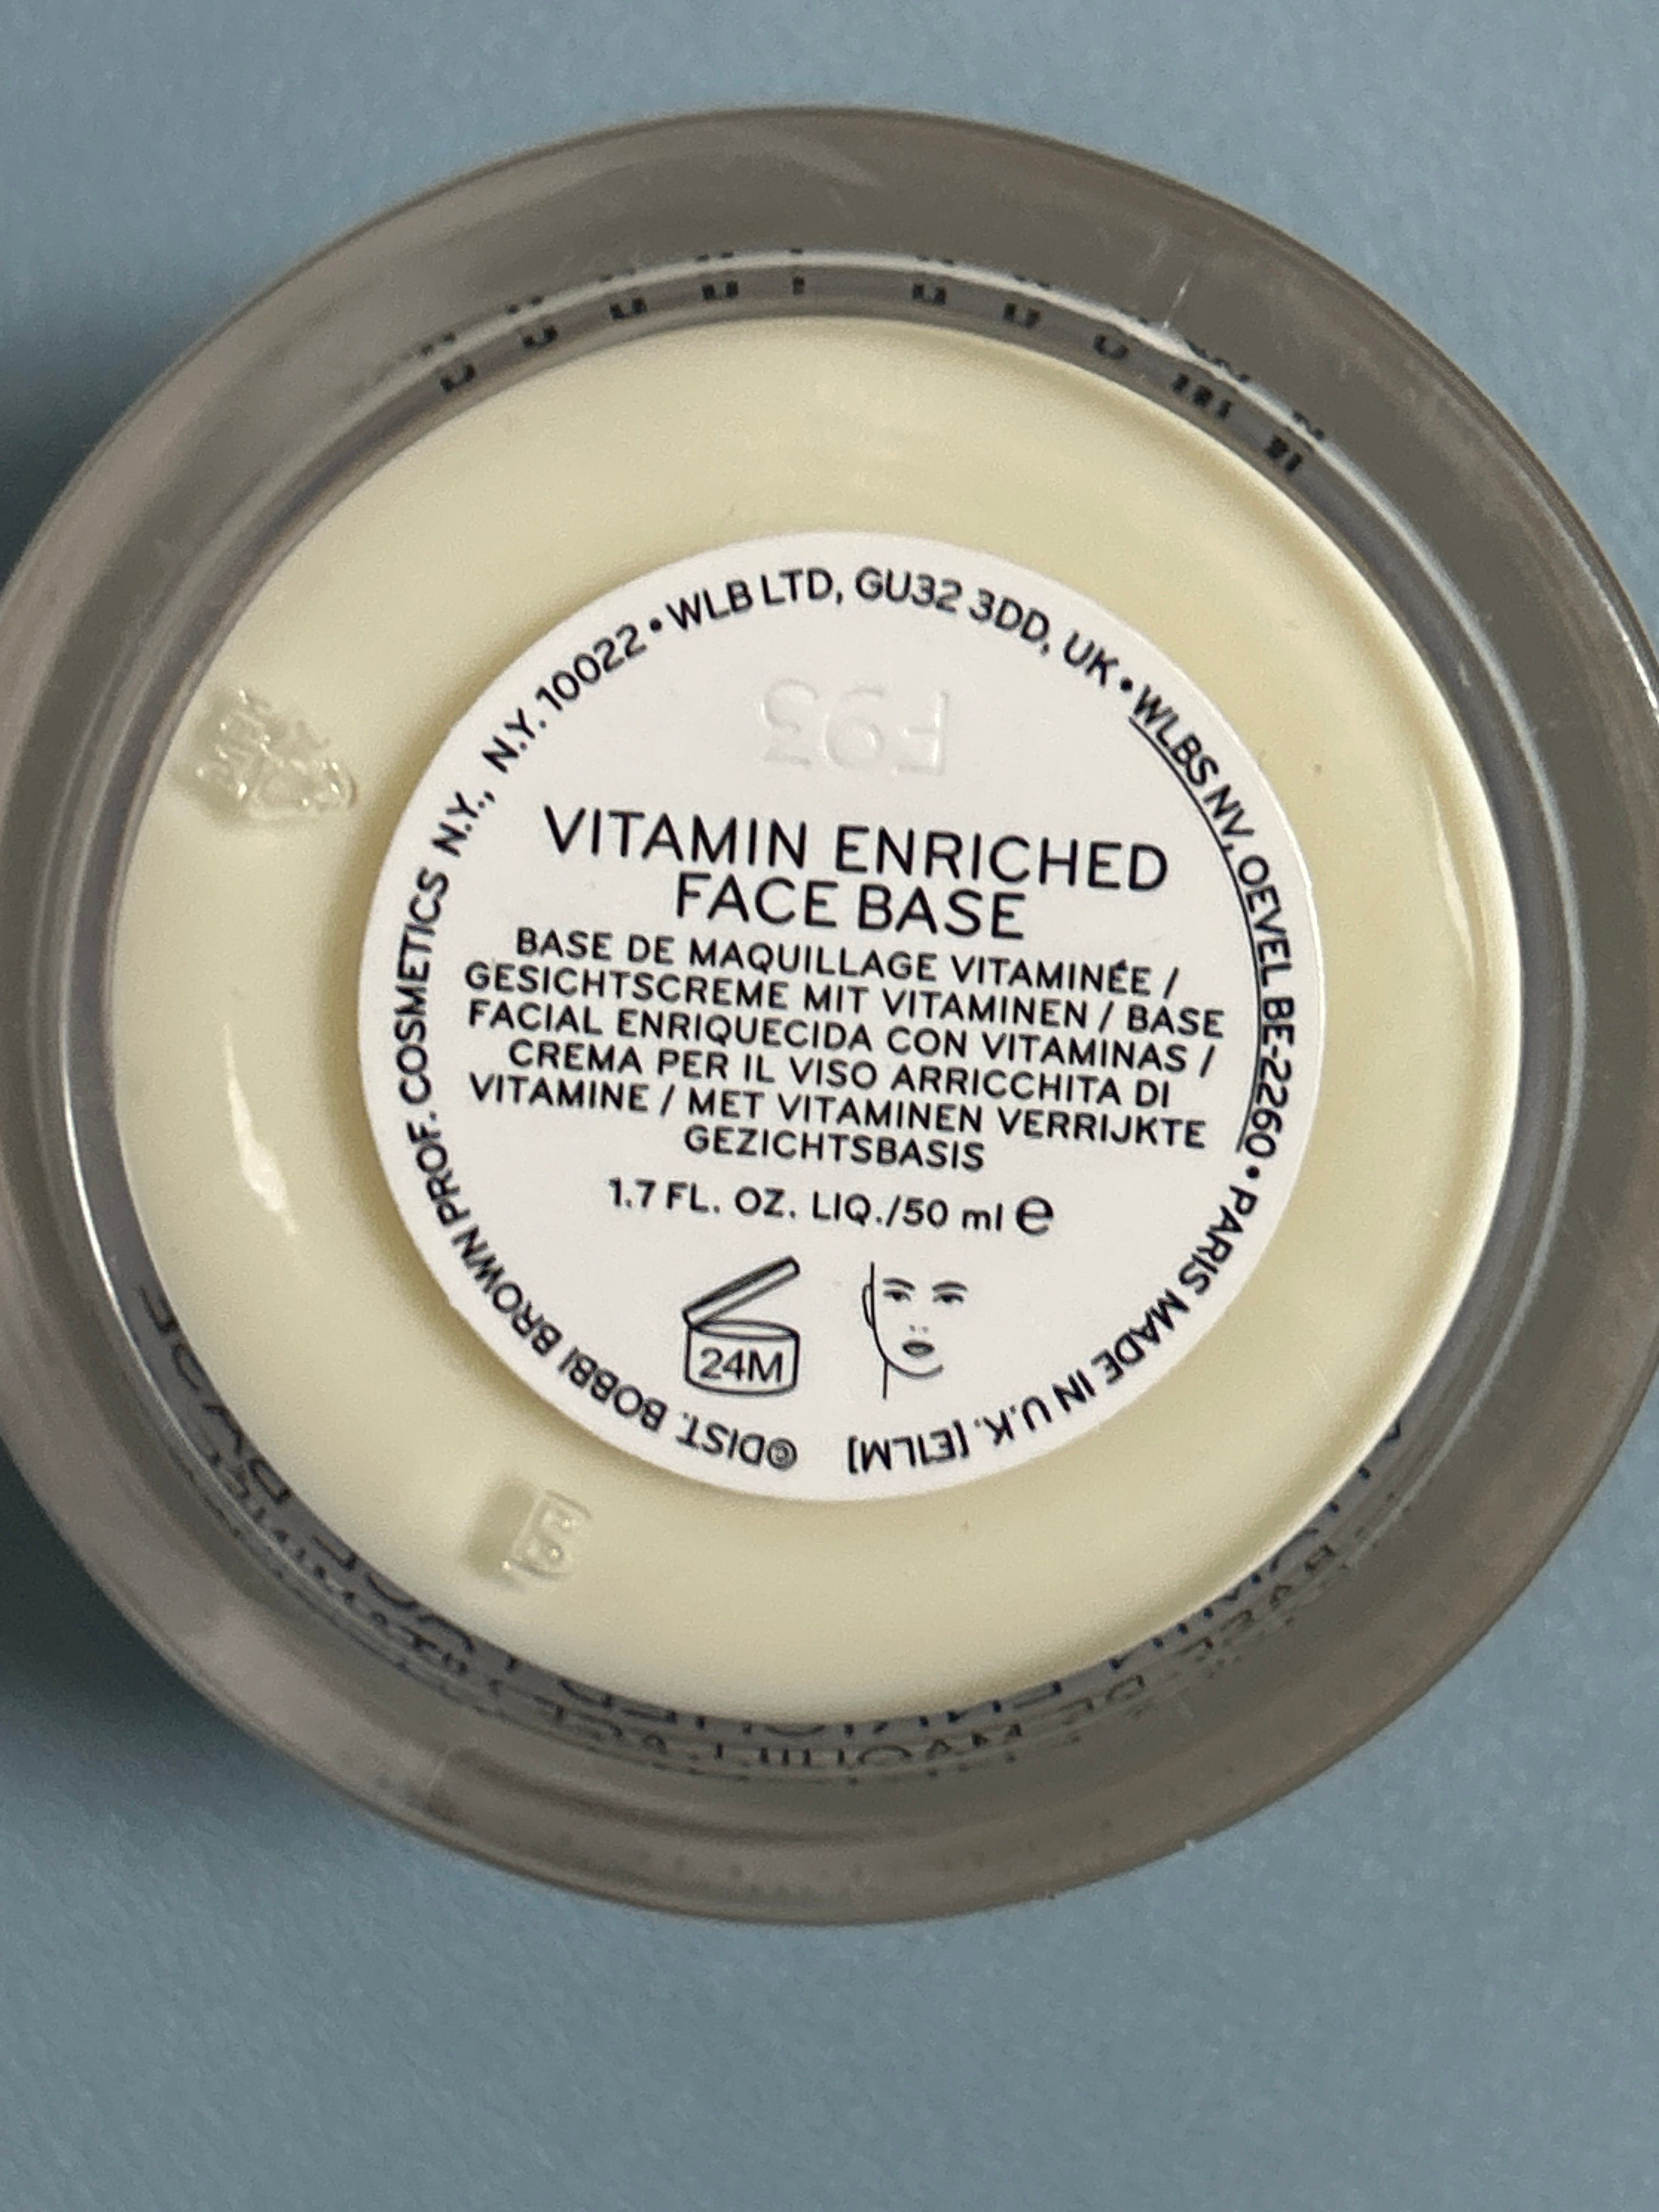 ©DIST. BOBBI BROWN PROF. COSMETICS N.Y., N.Y. 10022 • WLB LTD, GU32 3DD, UK • WLBS NV, OEVEL BE-2260 • PARIS MADE IN U.K. [E1LM]
F93
VITAMIN ENRICHED
FACE BASE
BASE DE MAQUILLAGE VITAMINÉE /
GESICHTSCREME MIT VITAMINEN / BASE
FACIAL ENRIQUECIDA CON VITAMINAS /
CREMA PER IL VISO ARRICCHITA DI
VITAMINE / MET VITAMINEN VERRIJKTE
GEZICHTSBASIS
1.7 FL. OZ. LIQ./50 ml e
24M